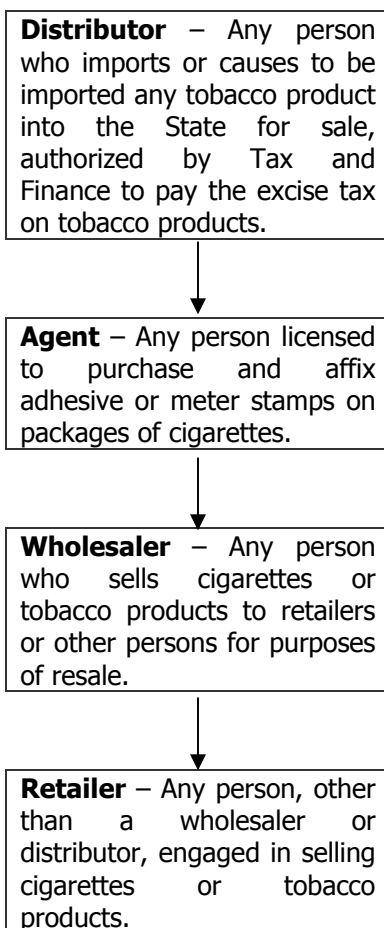 Distributor – Any person
who imports or causes to be
imported any tobacco product
into the State for sale,
authorized by Tax and
Finance to pay the excise tax
on tobacco products.
Agent – Any person licensed
to purchase and affix
adhesive or meter stamps on
packages of cigarettes.
Wholesaler – Any person
who sells cigarettes or
tobacco products to retailers
or other persons for purposes
of resale.
Retailer – Any person, other
than a wholesaler or
distributor, engaged in selling
cigarettes or tobacco
products.